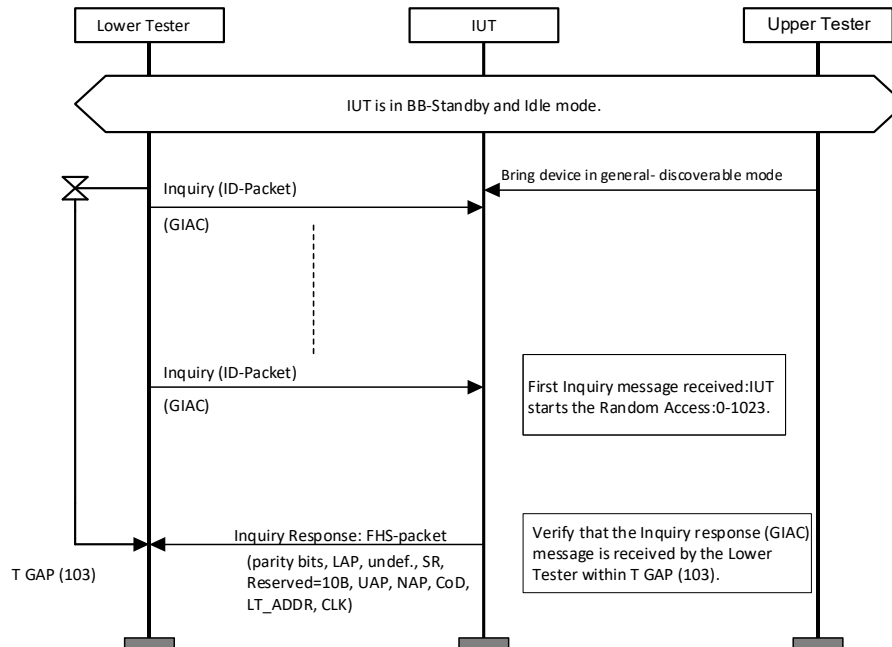 Lower Tester
IUT
Upper Tester
IUT is in BB-Standby and Idle mode.
Inquiry (ID-Packet)
Bring device in general- discoverable mode
(GIAC)
Inquiry (ID-Packet)
(GIAC)
First Inquiry message received:IUT
starts the Random Access:0-1023.
Inquiry Response: FHS-packet
(parity bits, LAP, undef., SR,
Reserved=10B, UAP, NAP, CoD,
LT_ADDR, CLK)
Verify that the Inquiry response (GIAC)
message is received by the Lower
Tester within T GAP (103).
T GAP (103)